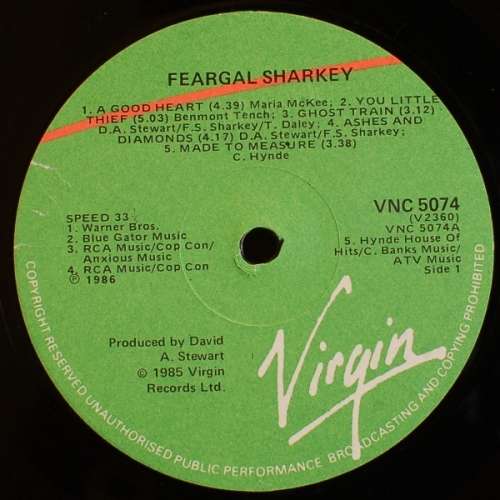 FEARGAL SHARKEY
1. A GOOD HEART (4.39) Maria McKee; 2. YOU LITTLE
THIEF (5.03) Benmont Tench; 3. GHOST TRAIN (3.12)
D.A. Stewart/F.S. Sharkey/T. Daley; 4. ASHES AND
DIAMONDS (4.17) D.A. Stewart/F.S. Sharkey;
5. MADE TO MEASURE (3.38)
C. Hynde
SPEED 33
1. Warner Bros.
2. Blue Gator Music
3. RCA Music/Cop Con/
Anxious Music
4. RCA Music/Cop Con
℗ 1986
VNC 5074
(V2360)
VNC 5074A
5. Hynde House Of
Hits/C. Banks Music/
ATV Music
Side 1
Produced by David
A. Stewart
© 1985 Virgin
Records Ltd.
Virgin
COPYRIGHT RESERVED UNAUTHORISED PUBLIC PERFORMANCE BROADCASTING AND COPYING PROHIBITED